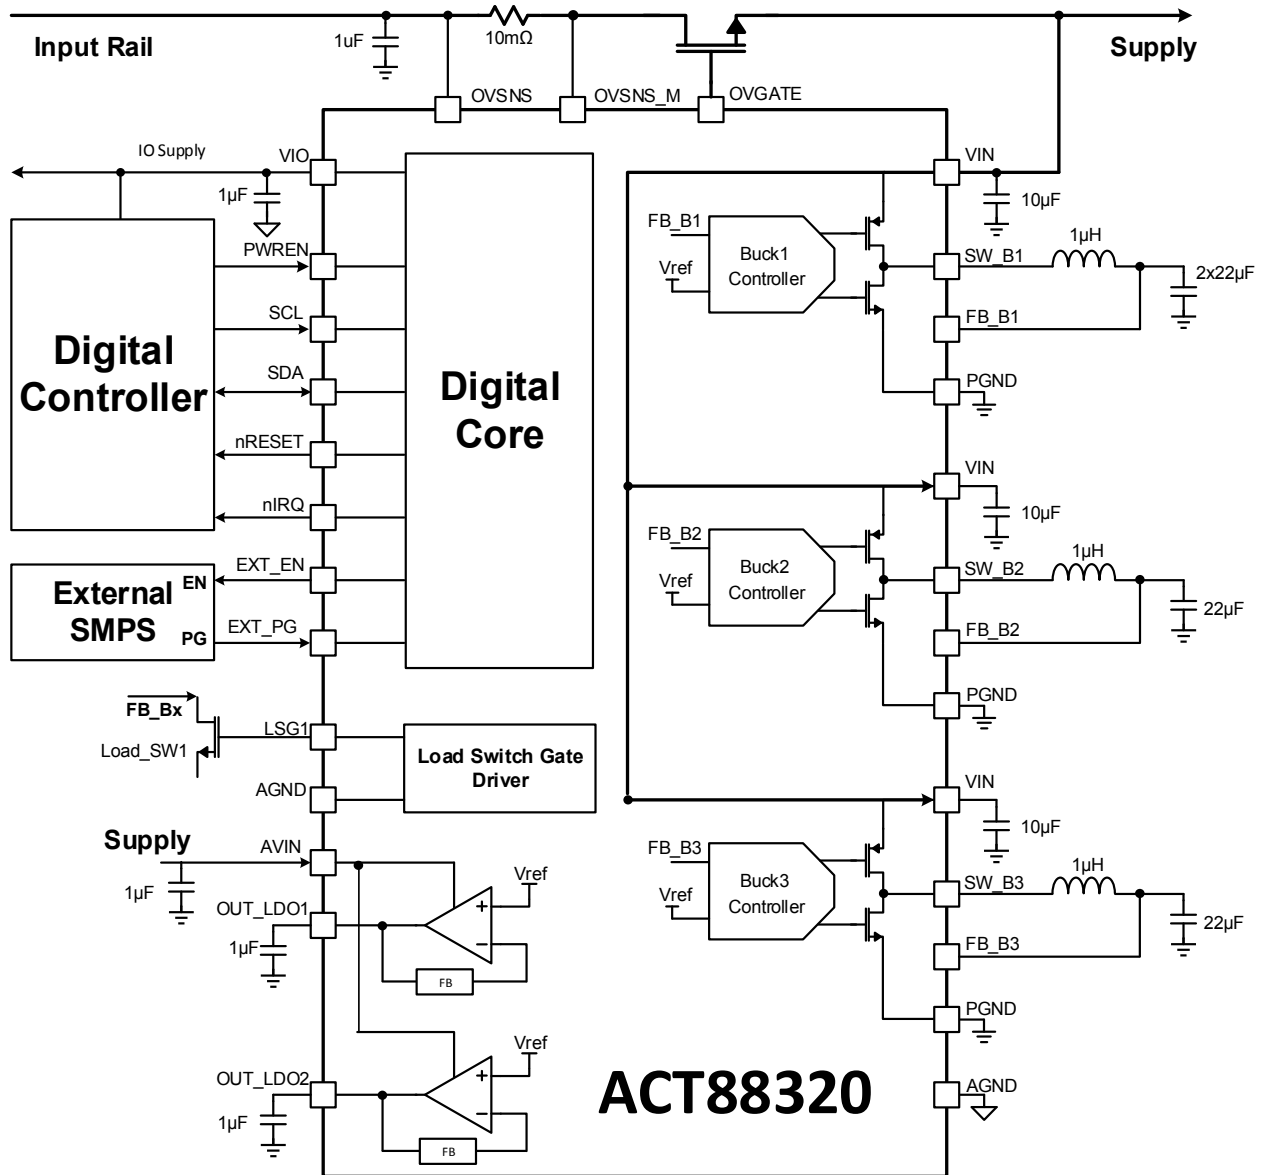 Input Rail
1uF
10mΩ
Supply
OVSNS
OVSNS_M
OVGATE
IO Supply
VIO
1µF
VIN
10µF
PWREN
SCL
SDA
nRESET
nIRQ
Digital
Controller
Digital
Core
FB_B1
Vref
Buck1
Controller
SW_B1
1µH
2x22µF
FB_B1
PGND
VIN
10µF
FB_B2
Vref
Buck2
Controller
SW_B2
1µH
22µF
FB_B2
PGND
External
SMPS
EN
PG
EXT_EN
EXT_PG
FB_Bx
Load_SW1
LSG1
AGND
Load Switch Gate
Driver
VIN
10µF
FB_B3
Vref
Buck3
Controller
SW_B3
1µH
22µF
FB_B3
PGND
AGND
Supply
AVIN
1µF
OUT_LDO1
1µF
Vref
+
−
FB
OUT_LDO2
1µF
Vref
+
−
FB
ACT88320